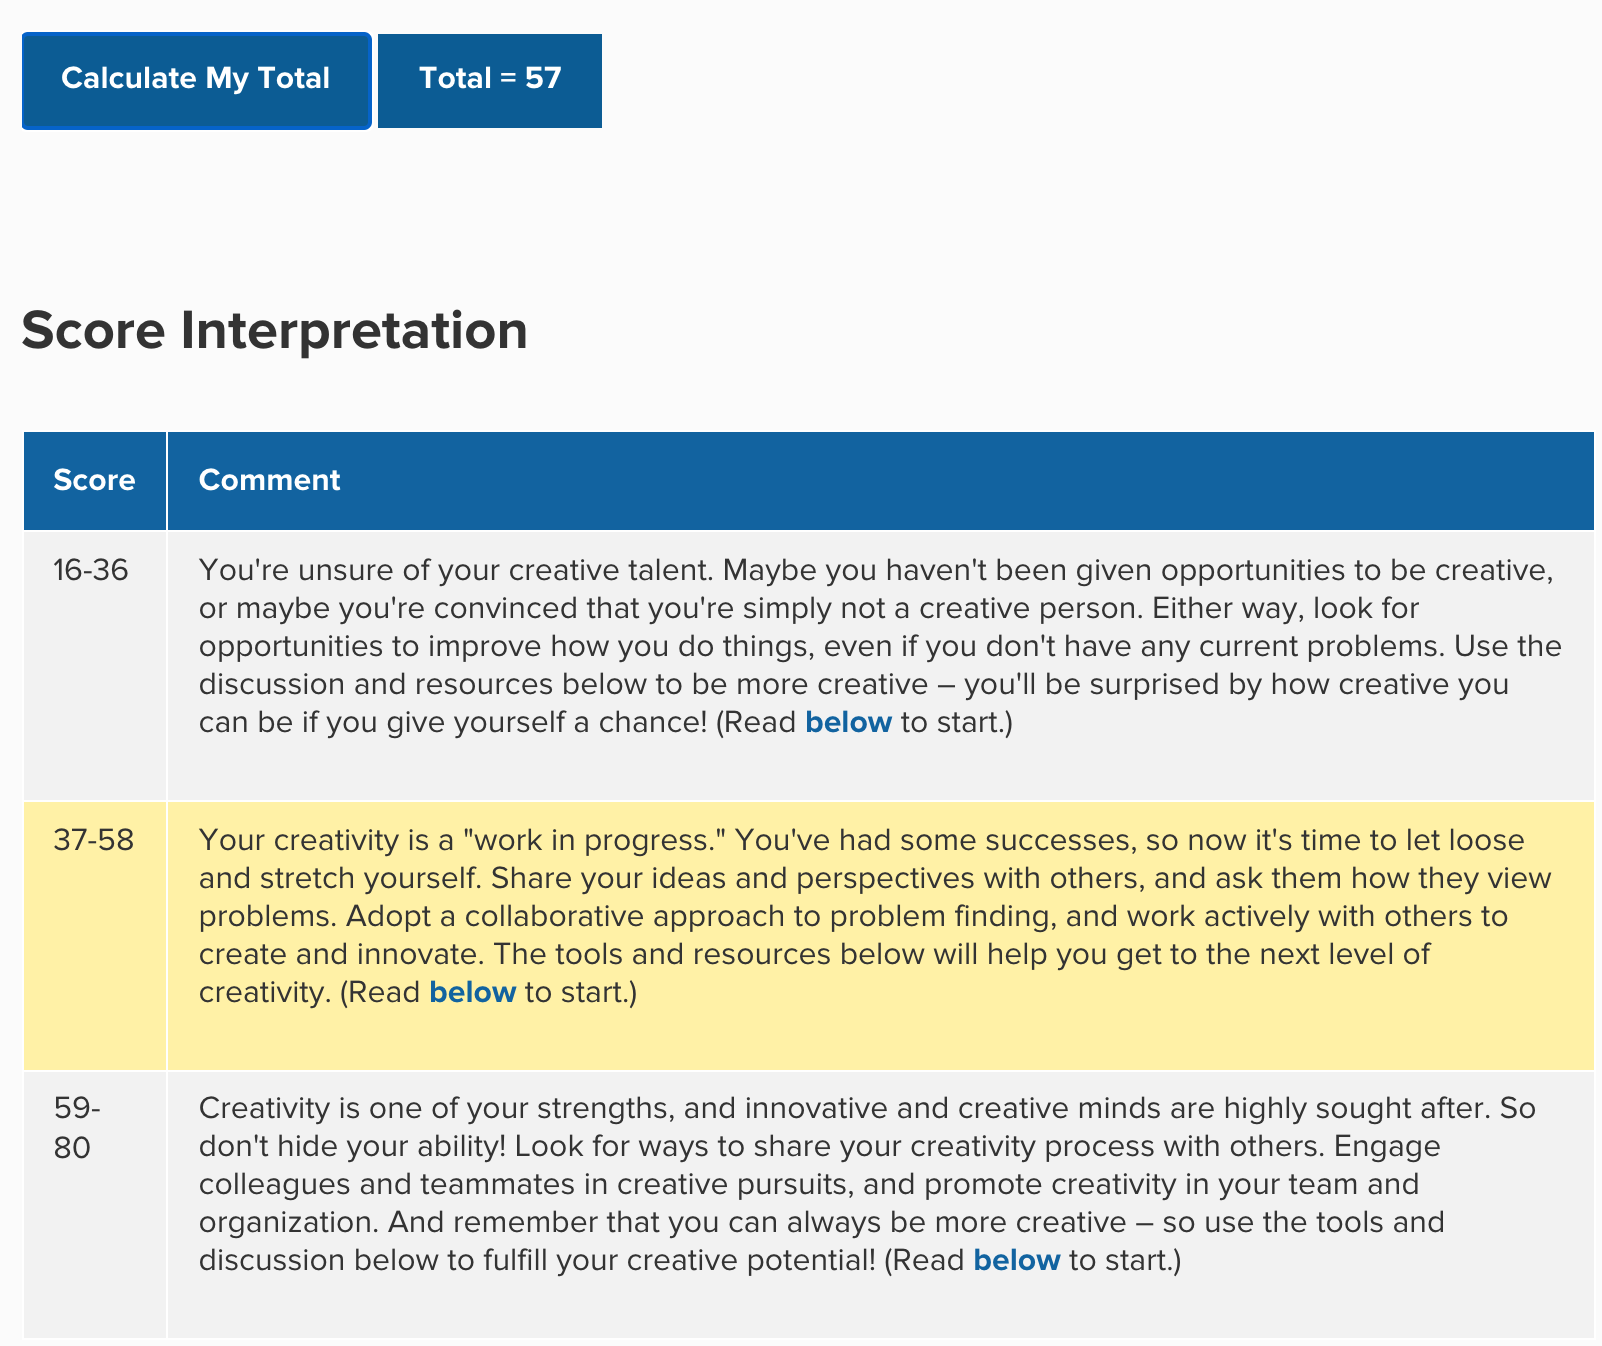 Calculate My Total
Total = 57
Score Interpretation
Score
Comment
16-36
You're unsure of your creative talent. Maybe you haven't been given opportunities to be creative,
or maybe you're convinced that you're simply not a creative person. Either way, look for
opportunities to improve how you do things, even if you don't have any current problems. Use the
discussion and resources below to be more creative – you'll be surprised by how creative you
can be if you give yourself a chance! (Read below to start.)
37-58
Your creativity is a "work in progress." You've had some successes, so now it's time to let loose
and stretch yourself. Share your ideas and perspectives with others, and ask them how they view
problems. Adopt a collaborative approach to problem finding, and work actively with others to
create and innovate. The tools and resources below will help you get to the next level of
creativity. (Read below to start.)
59-
80
Creativity is one of your strengths, and innovative and creative minds are highly sought after. So
don't hide your ability! Look for ways to share your creativity process with others. Engage
colleagues and teammates in creative pursuits, and promote creativity in your team and
organization. And remember that you can always be more creative – so use the tools and
discussion below to fulfill your creative potential! (Read below to start.)